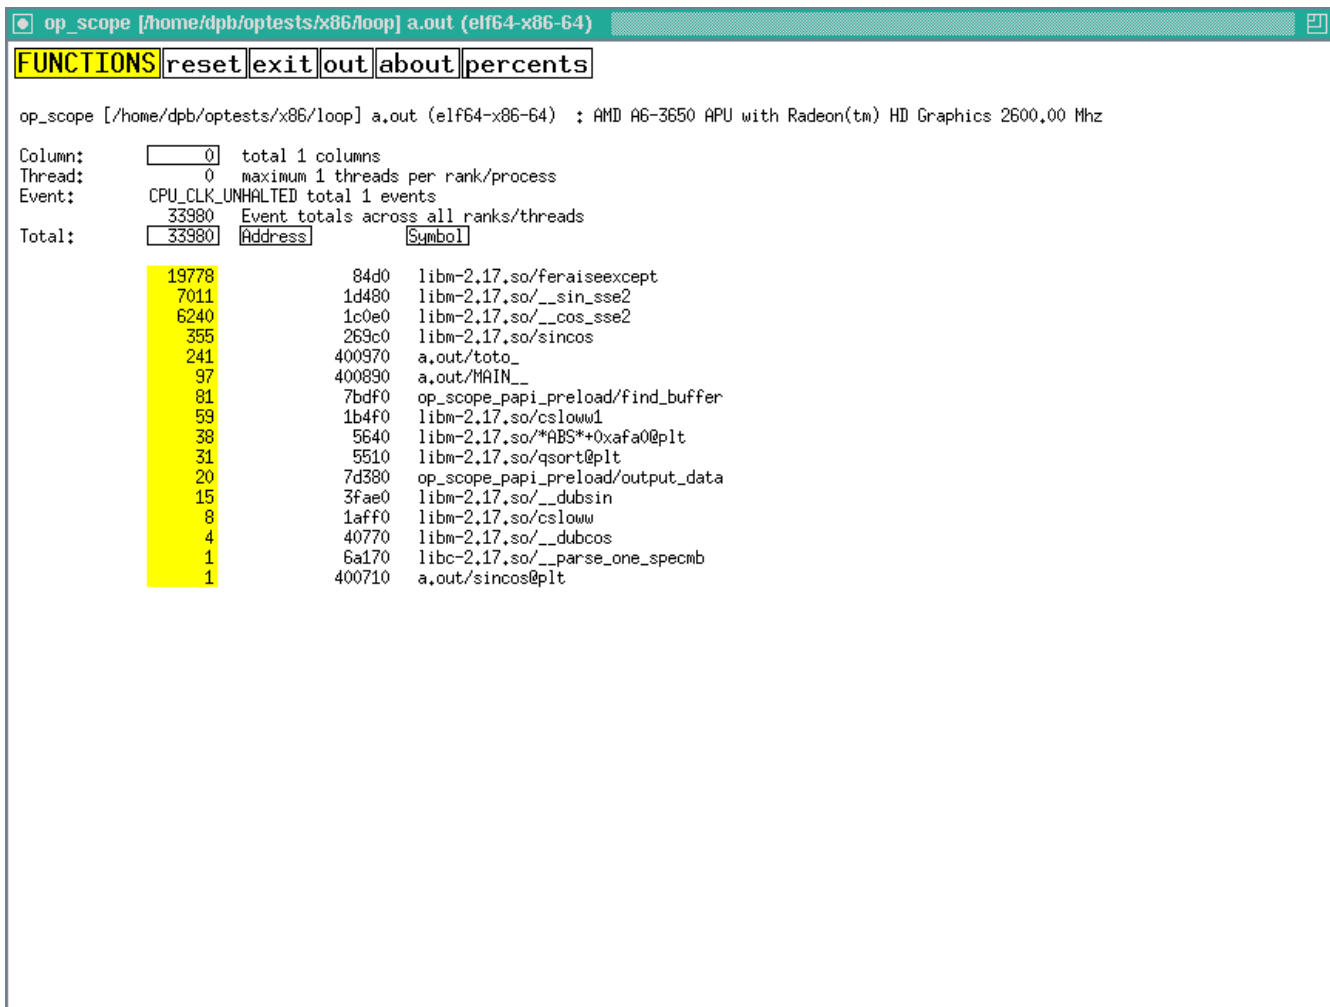 op_scope [/home/dpb/optests/x86/loop] a.out (elf64-x86-64)
FUNCTIONS reset exit out about percents
op_scope [/home/dpb/optests/x86/loop] a.out (elf64-x86-64) : AMD A6-3650 APU with Radeon(tm) HD Graphics 2600.00 Mhz
Column: 0 total 1 columns
Thread: 0 maximum 1 threads per rank/process
Event: CPU_CLK_UNHALTED total 1 events
33980 Event totals across all ranks/threads
Total: 33980 Address Symbol
19778 84d0 libm-2.17.so/feraiseexcept
7011 1d480 libm-2.17.so/__sin_sse2
6240 1c0e0 libm-2.17.so/__cos_sse2
355 269c0 libm-2.17.so/sincos
241 400970 a.out/toto_
97 400890 a.out/MAIN__
81 7bdf0 op_scope_papi_preload/find_buffer
59 1b4f0 libm-2.17.so/csloww1
38 5640 libm-2.17.so/*ABS*+0xafa0@plt
31 5510 libm-2.17.so/qsort@plt
20 7d380 op_scope_papi_preload/output_data
15 3fae0 libm-2.17.so/__dubsin
8 1aff0 libm-2.17.so/csloww
4 40770 libm-2.17.so/__dubcos
1 6a170 libc-2.17.so/__parse_one_specmb
1 400710 a.out/sincos@plt